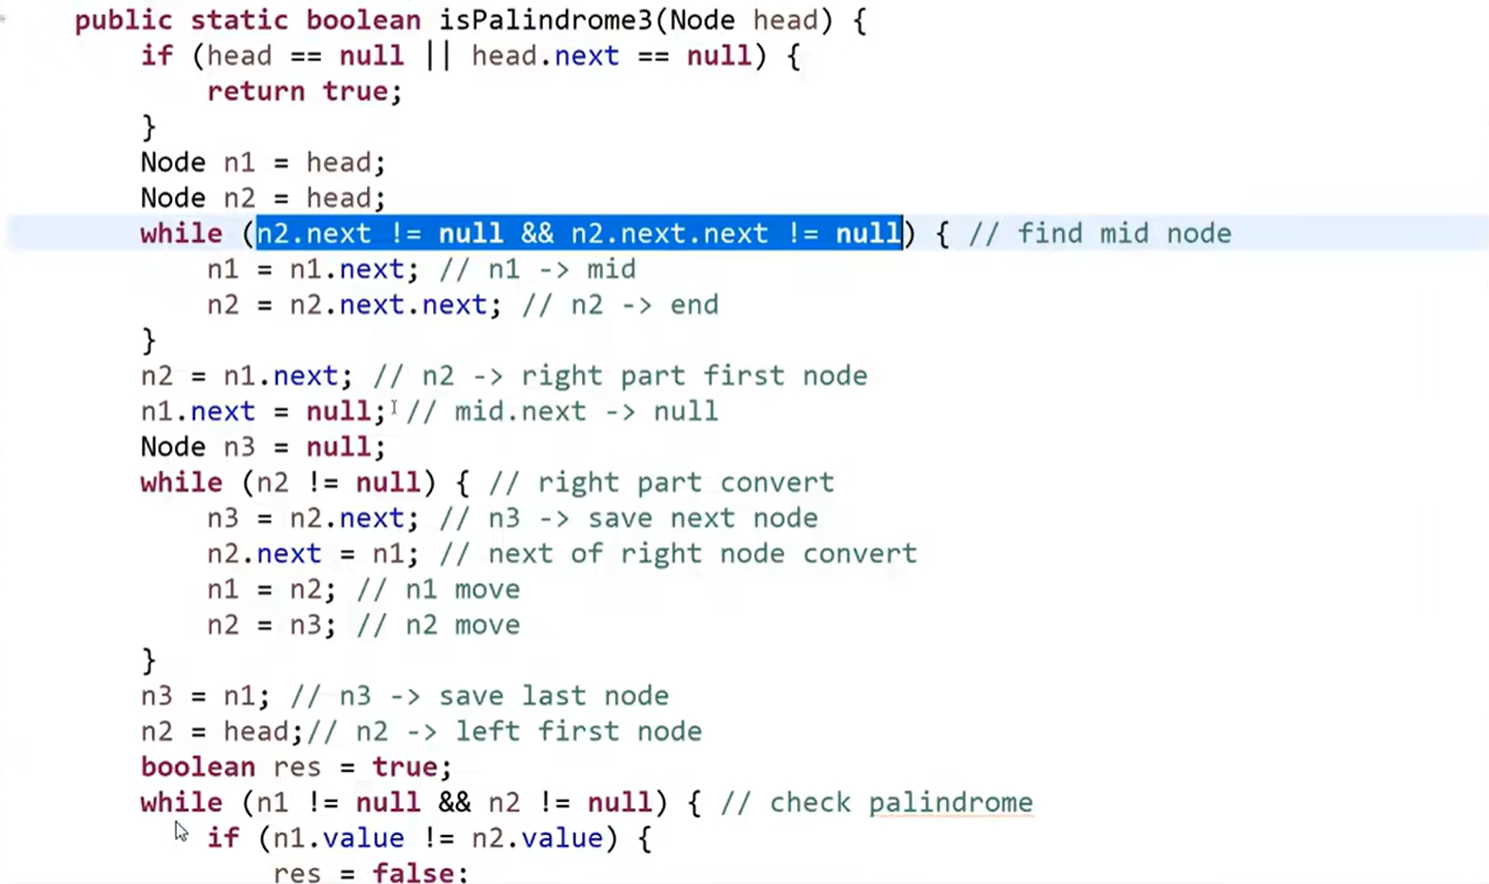 public static boolean isPalindrome3(Node head) {
if (head == null || head.next == null) {
return true;
}
Node n1 = head;
Node n2 = head;
while (n2.next != null && n2.next.next != null) { // find mid node
n1 = n1.next; // n1 -> mid
n2 = n2.next.next; // n2 -> end
}
n2 = n1.next; // n2 -> right part first node
n1.next = null; // mid.next -> null
Node n3 = null;
while (n2 != null) { // right part convert
n3 = n2.next; // n3 -> save next node
n2.next = n1; // next of right node convert
n1 = n2; // n1 move
n2 = n3; // n2 move
}
n3 = n1; // n3 -> save last node
n2 = head;// n2 -> left first node
boolean res = true;
while (n1 != null && n2 != null) { // check palindrome
if (n1.value != n2.value) {
res = false;